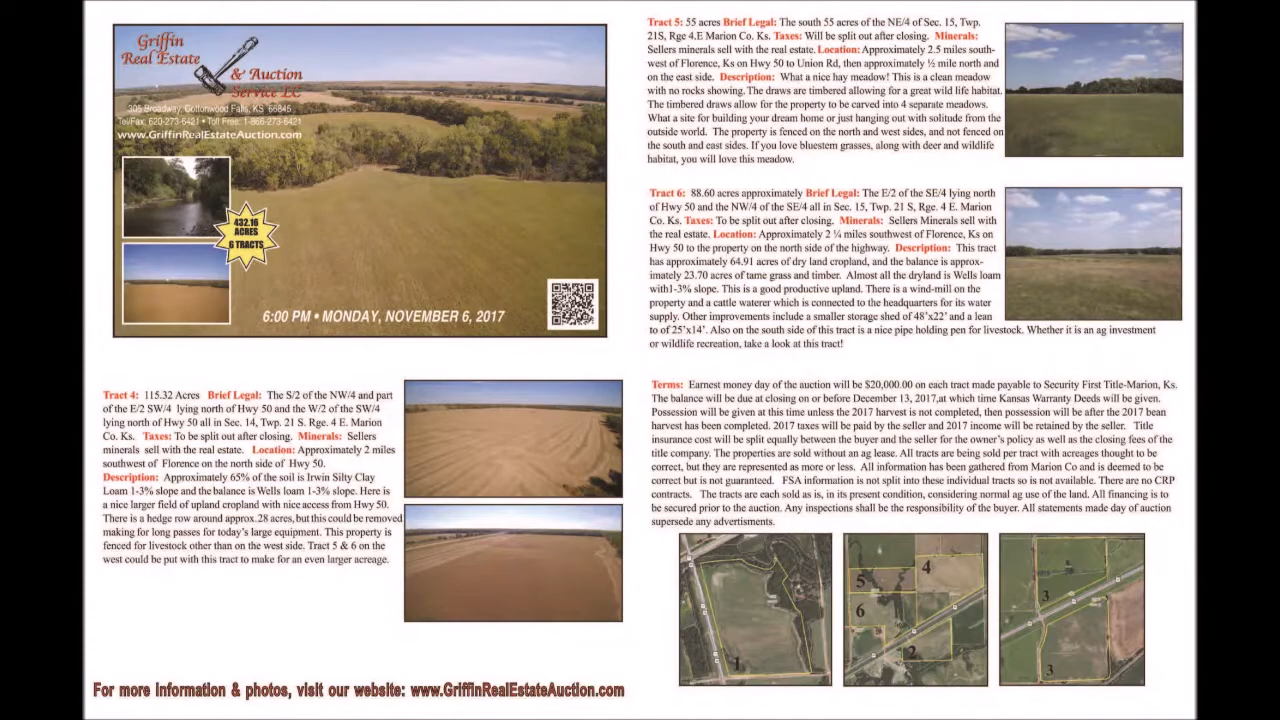 Griffin
Real Estate
& Auction
Service LC
305 Broadway, Cottonwood Falls, KS 66845
Tel/Fax: 620-273-6421 • Toll Free: 1-866-273-6421
www.GriffinRealEstateAuction.com
432.16
ACRES
6 TRACTS
6:00 PM • MONDAY, NOVEMBER 6, 2017
Tract 4: 115.32 Acres Brief Legal: The S/2 of the NW/4 and part
of the E/2 SW/4 lying north of Hwy 50 and the W/2 of the SW/4
lying north of Hwy 50 all in Sec. 14, Twp. 21 S. Rge. 4 E. Marion
Co. Ks. Taxes: To be split out after closing. Minerals: Sellers
minerals sell with the real estate. Location: Approximately 2 miles
southwest of Florence on the north side of Hwy 50.
Description: Approximately 65% of the soil is Irwin Silty Clay
Loam 1-3% slope and the balance is Wells loam 1-3% slope. Here is
a nice larger field of upland cropland with nice access from Hwy 50.
There is a hedge row around approx.28 acres, but this could be removed
making for long passes for today's large equipment. This property is
fenced for livestock other than on the west side. Tract 5 & 6 on the
west could be put with this tract to make for an even larger acreage.
For more information & photos, visit our website: www.GriffinRealEstateAuction.com
Tract 5: 55 acres Brief Legal: The south 55 acres of the NE/4 of Sec. 15, Twp.
21S, Rge 4.E Marion Co. Ks. Taxes: Will be split out after closing. Minerals:
Sellers minerals sell with the real estate. Location: Approximately 2.5 miles south-
west of Florence, Ks on Hwy 50 to Union Rd, then approximately ½ mile north and
on the east side. Description: What a nice hay meadow! This is a clean meadow
with no rocks showing. The draws are timbered allowing for a great wild life habitat.
The timbered draws allow for the property to be carved into 4 separate meadows.
What a site for building your dream home or just hanging out with solitude from the
outside world. The property is fenced on the north and west sides, and not fenced on
the south and east sides. If you love bluestem grasses, along with deer and wildlife
habitat, you will love this meadow.
Tract 6: 88.60 acres approximately Brief Legal: The E/2 of the SE/4 lying north
of Hwy 50 and the NW/4 of the SE/4 all in Sec. 15, Twp. 21 S, Rge. 4 E. Marion
Co. Ks. Taxes: To be split out after closing. Minerals: Sellers Minerals sell with
the real estate. Location: Approximately 2 ¼ miles southwest of Florence, Ks on
Hwy 50 to the property on the north side of the highway. Description: This tract
has approximately 64.91 acres of dry land cropland, and the balance is approx-
imately 23.70 acres of tame grass and timber. Almost all the dryland is Wells loam
with1-3% slope. This is a good productive upland. There is a wind-mill on the
property and a cattle waterer which is connected to the headquarters for its water
supply. Other improvements include a smaller storage shed of 48'x22' and a lean
to of 25'x14'. Also on the south side of this tract is a nice pipe holding pen for livestock. Whether it is an ag investment
or wildlife recreation, take a look at this tract!
Terms: Earnest money day of the auction will be $20,000.00 on each tract made payable to Security First Title-Marion, Ks.
The balance will be due at closing on or before December 13, 2017,at which time Kansas Warranty Deeds will be given.
Possession will be given at this time unless the 2017 harvest is not completed, then possession will be after the 2017 bean
harvest has been completed. 2017 taxes will be paid by the seller and 2017 income will be retained by the seller. Title
insurance cost will be split equally between the buyer and the seller for the owner's policy as well as the closing fees of the
title company. The properties are sold without an ag lease. All tracts are being sold per tract with acreages thought to be
correct, but they are represented as more or less. All information has been gathered from Marion Co and is deemed to be
correct but is not guaranteed. FSA information is not split into these individual tracts so is not available. There are no CRP
contracts. The tracts are each sold as is, in its present condition, considering normal ag use of the land. All financing is to
be secured prior to the auction. Any inspections shall be the responsibility of the buyer. All statements made day of auction
supersede any advertisments.
1
5
4
6
2
3
3